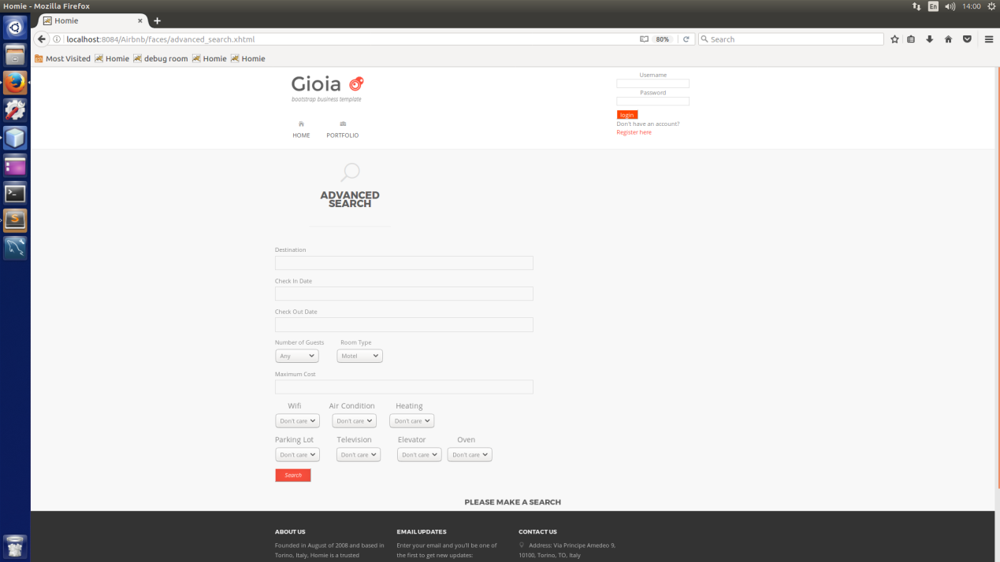 Homie - Mozilla Firefox
En
14:00
Homie
localhost:8084/Airbnb/faces/advanced_search.xhtml
80%
Search
Most Visited
Homie
debug room
Homie
Homie
Gioia
bootstrap business template
HOME
PORTFOLIO
Username
Password
login
Don't have an account?
Register here
ADVANCED
SEARCH
Destination
Check In Date
Check Out Date
Number of Guests
Room Type
Any
Motel
Maximum Cost
Wifi
Air Condition
Heating
Don't care
Don't care
Don't care
Parking Lot
Television
Elevator
Oven
Don't care
Don't care
Don't care
Don't care
Search
PLEASE MAKE A SEARCH
ABOUT US
Founded in August of 2008 and based in
Torino, Italy. Homie is a trusted
EMAIL UPDATES
Enter your email and you'll be one of
the first to get new updates:
CONTACT US
Address: Via Principe Amedeo 9,
10100, Torino, TO, Italy